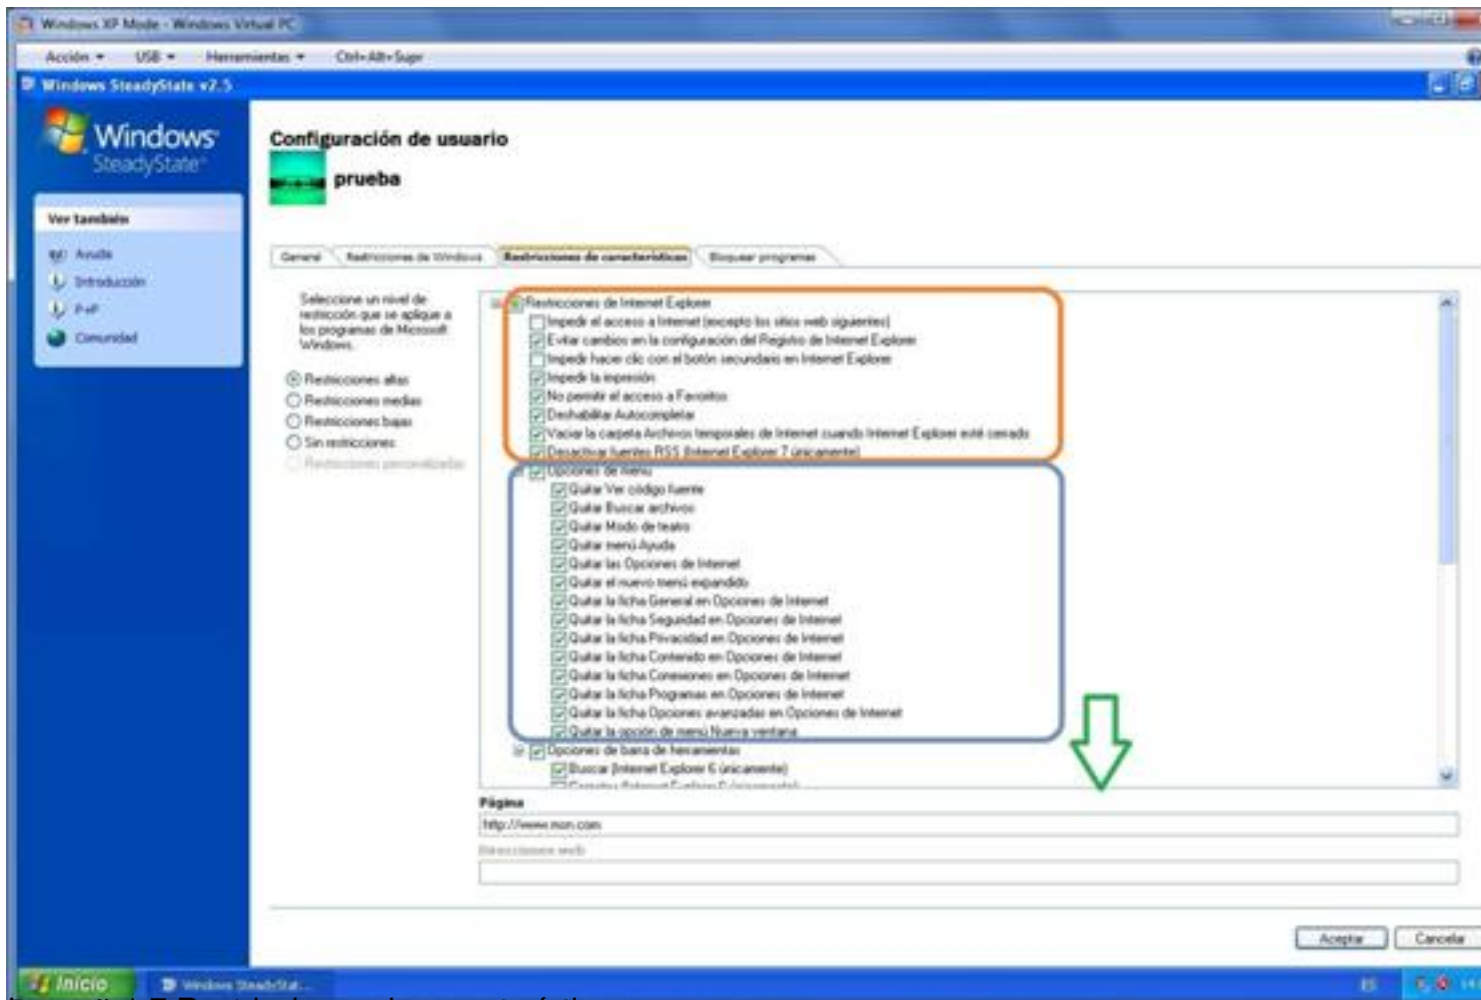 Windows XP Mode - Windows Virtual PC
Acción USB Herramientas Ctrl+Alt+Supr
Windows SteadyState v2.5
Windows
SteadyState
Ver también
Ayuda
Introducción
P+F
Comunidad
Configuración de usuario
prueba
General Restricciones de Windows Restricciones de características Bloquear programas
Seleccione un nivel de
restricción que se aplique a
los programas de Microsoft
Windows.
Restricciones altas
Restricciones medias
Restricciones bajas
Sin restricciones
Restricciones personalizadas
Restricciones de Internet Explorer
Impedir el acceso a Internet (excepto los sitios web siguientes)
Evitar cambios en la configuración del Registro de Internet Explorer
Impedir hacer clic con el botón secundario en Internet Explorer
Impedir la impresión
No permitir el acceso a Favoritos
Deshabilitar Autocompletar
Vaciar la carpeta Archivos temporales de Internet cuando Internet Explorer esté cerrado
Desactivar fuentes RSS (Internet Explorer 7 únicamente)
Opciones de menú
Quitar Ver código fuente
Quitar Buscar archivos
Quitar Modo de teatro
Quitar menú Ayuda
Quitar las Opciones de Internet
Quitar el nuevo menú expandido
Quitar la ficha General en Opciones de Internet
Quitar la ficha Seguridad en Opciones de Internet
Quitar la ficha Privacidad en Opciones de Internet
Quitar la ficha Contenido en Opciones de Internet
Quitar la ficha Conexiones en Opciones de Internet
Quitar la ficha Programas en Opciones de Internet
Quitar la ficha Opciones avanzadas en Opciones de Internet
Quitar la opción de menú Nueva ventana
Opciones de barra de herramientas
Buscar (Internet Explorer 6 únicamente)
Página
http://www.msn.com
Direcciones web
Aceptar Cancelar
Inicio Windows SteadyStat...
ES